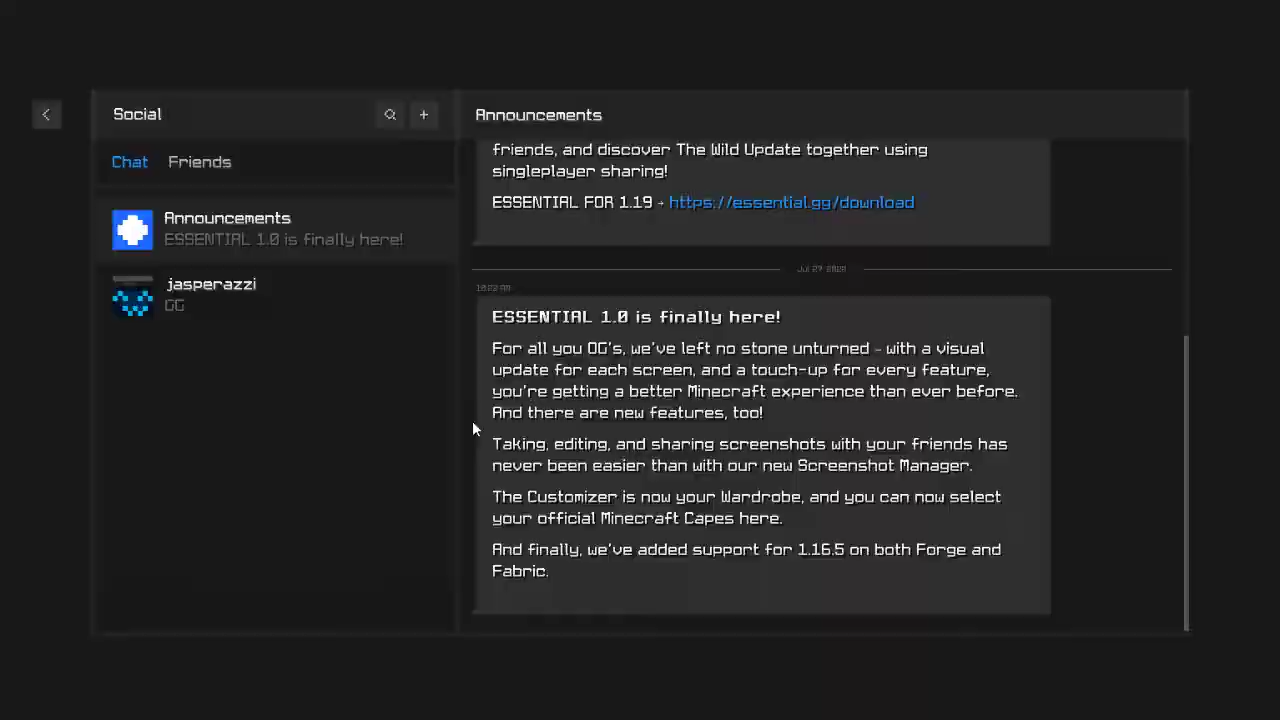 Social
Announcements
Chat Friends
Announcements
ESSENTIAL 1.0 is finally here!
jasperazzi
GG
friends, and discover The Wild Update together using
singleplayer sharing!
ESSENTIAL FOR 1.19 → https://essential.gg/download
ESSENTIAL 1.0 is finally here!
For all you OG's, we've left no stone unturned - with a visual
update for each screen, and a touch-up for every feature,
you're getting a better Minecraft experience than ever before.
And there are new features, too!
Taking, editing, and sharing screenshots with your friends has
never been easier than with our new Screenshot Manager.
The Customizer is now your Wardrobe, and you can now select
your official Minecraft Capes here.
And finally, we've added support for 1.16.5 on both Forge and
Fabric.